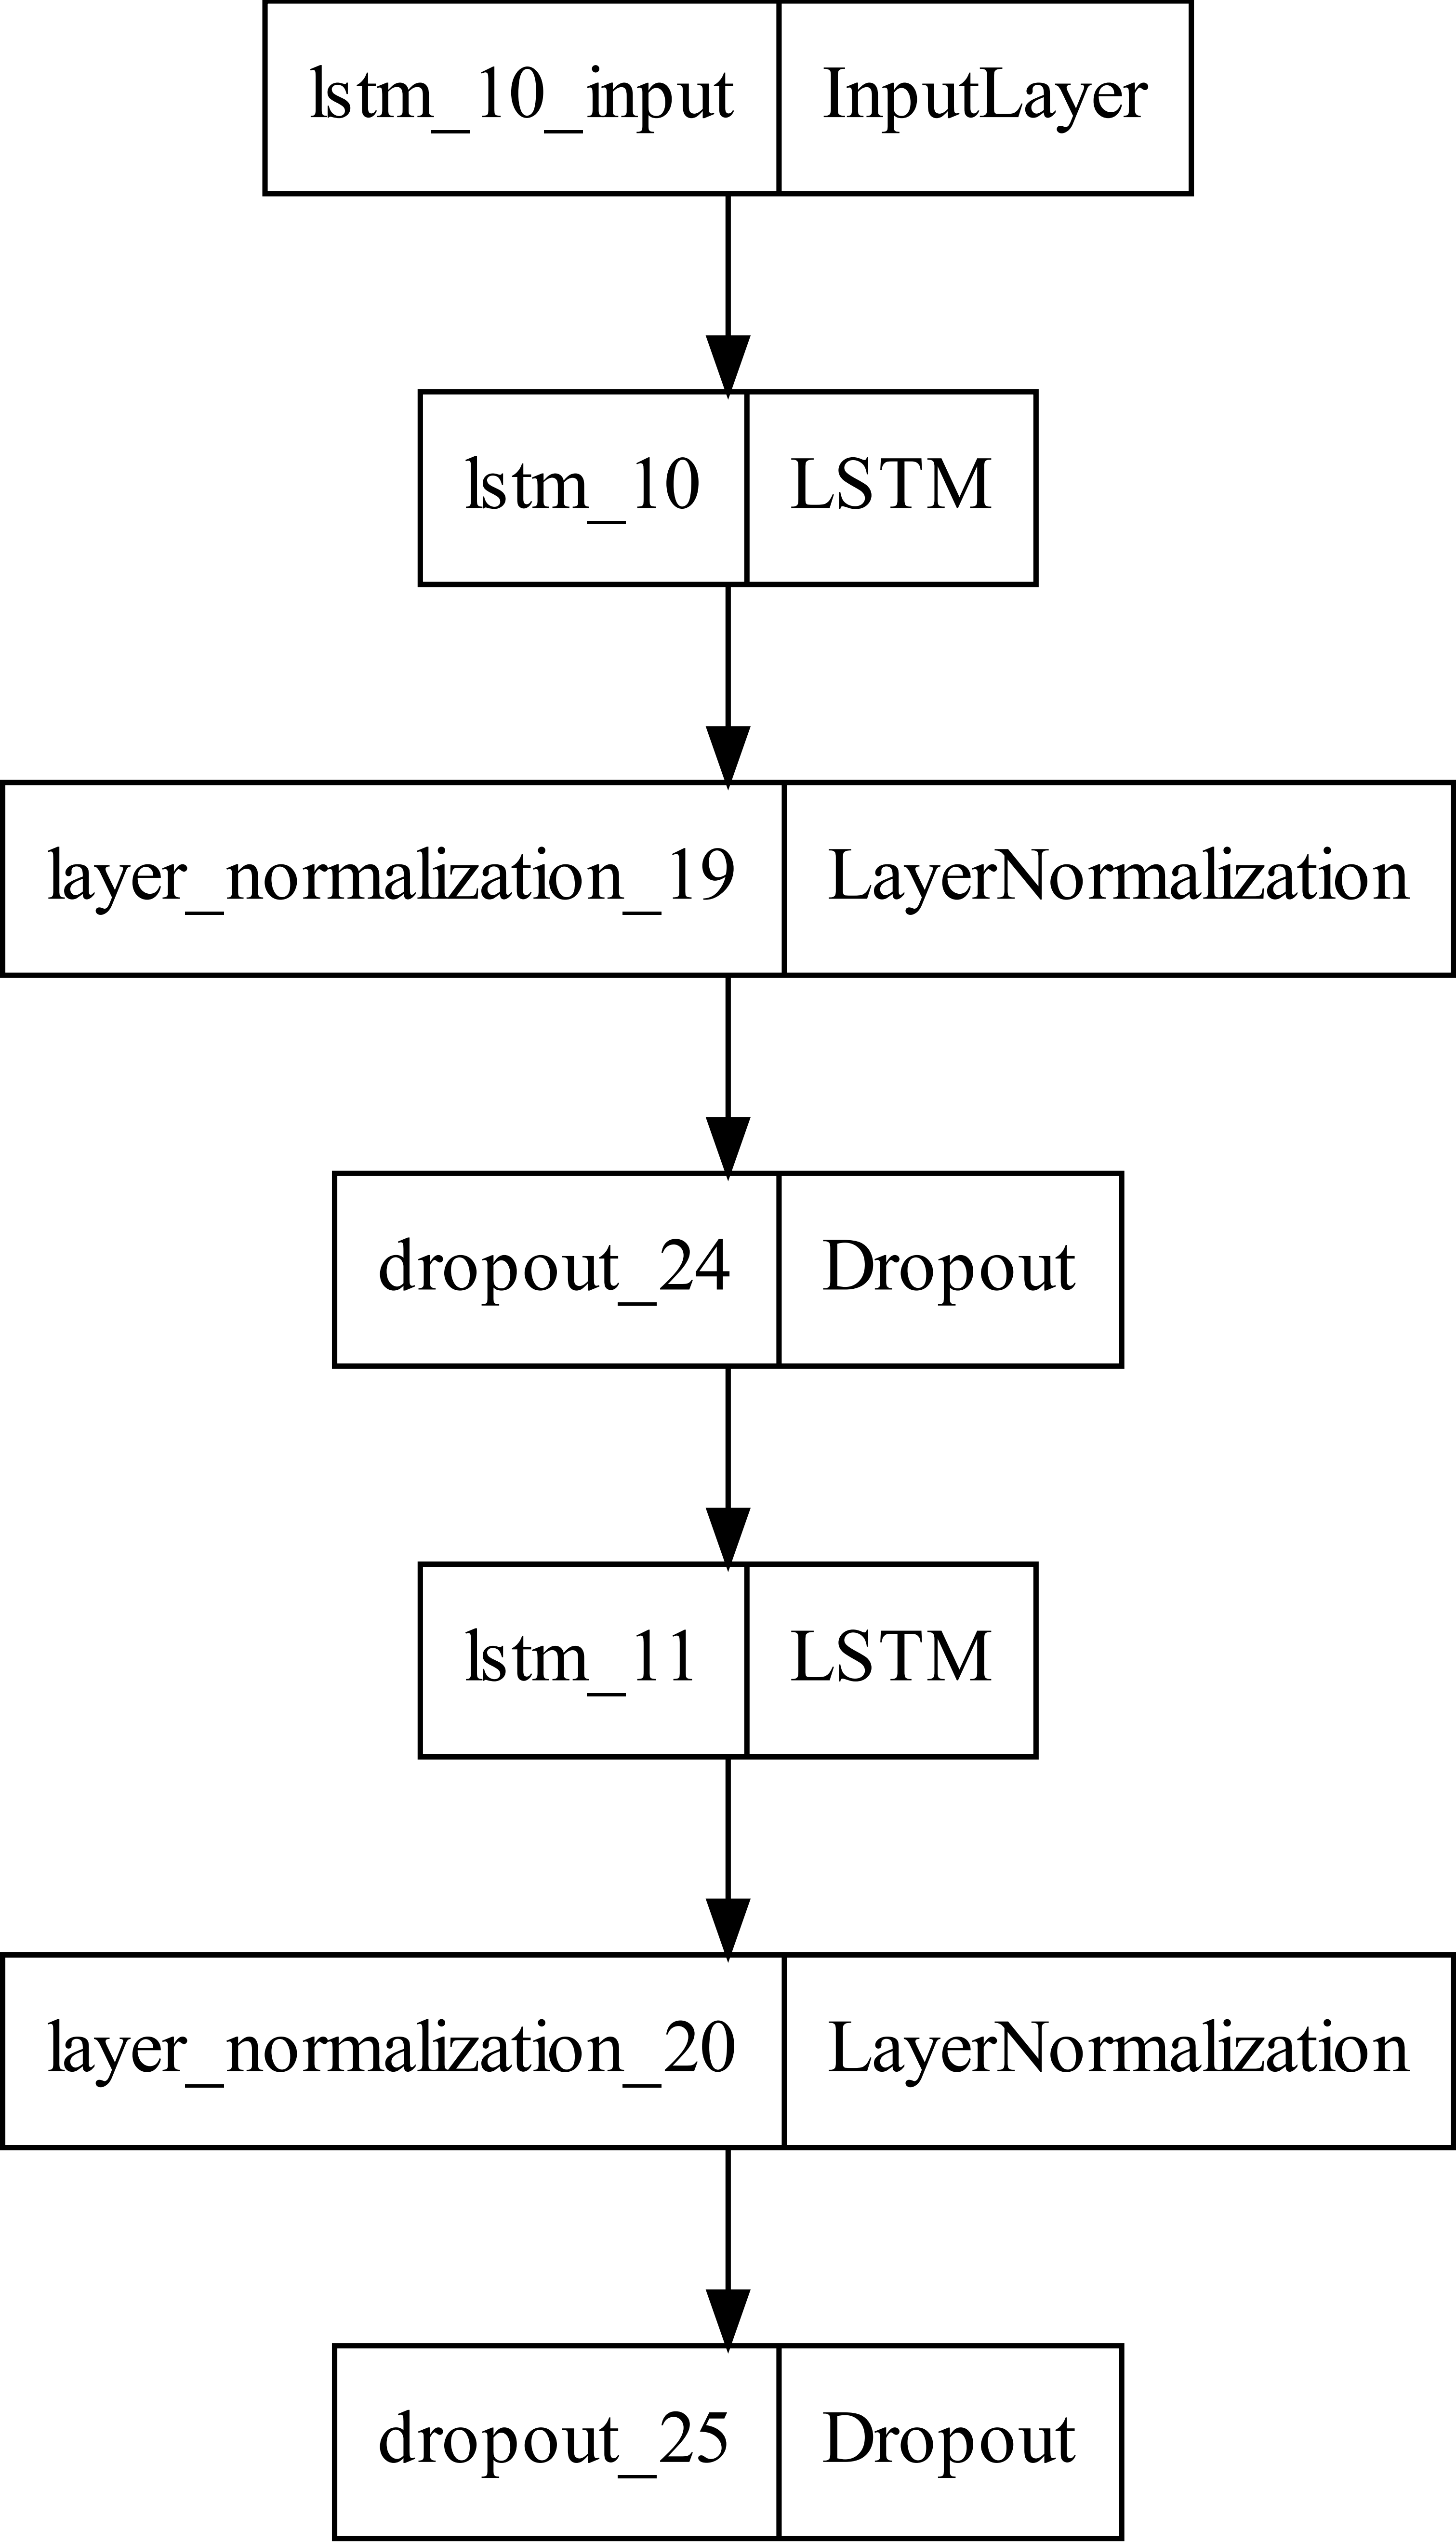 lstm_10_input InputLayer
lstm_10 LSTM
layer_normalization_19 LayerNormalization
dropout_24 Dropout
lstm_11 LSTM
layer_normalization_20 LayerNormalization
dropout_25 Dropout